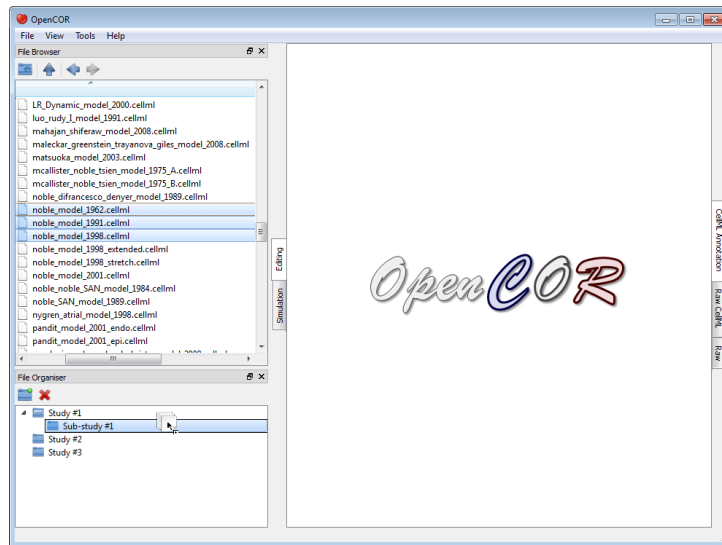 OpenCOR
File View Tools Help
File Browser
LR_Dynamic_model_2000.cellml
luo_rudy_I_model_1991.cellml
mahajan_shiferaw_model_2008.cellml
maleckar_greenstein_trayanova_giles_model_2008.cellml
matsuoka_model_2003.cellml
mcallister_noble_tsien_model_1975_A.cellml
mcallister_noble_tsien_model_1975_B.cellml
noble_difrancesco_denyer_model_1989.cellml
noble_model_1962.cellml
noble_model_1991.cellml
noble_model_1998.cellml
noble_model_1998_extended.cellml
noble_model_1998_stretch.cellml
noble_model_2001.cellml
noble_noble_SAN_model_1984.cellml
noble_SAN_model_1989.cellml
nygren_atrial_model_1998.cellml
pandit_model_2001_endo.cellml
pandit_model_2001_epi.cellml
File Organiser
Study #1
Sub-study #1
Study #2
Study #3
Editing
Simulation
OpenCOR
CellML Annotation
Raw CellML
Raw